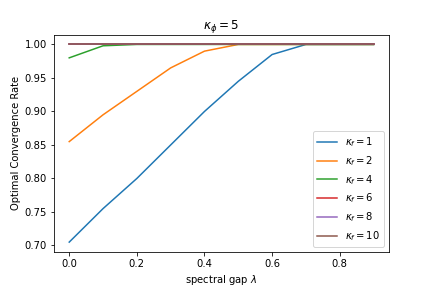 κ_ϕ = 5
Optimal Convergence Rate
1.00
0.95
0.90
0.85
0.80
0.75
0.70
κ_f = 1
κ_f = 2
κ_f = 4
κ_f = 6
κ_f = 8
κ_f = 10
0.0 0.2 0.4 0.6 0.8
spectral gap λ